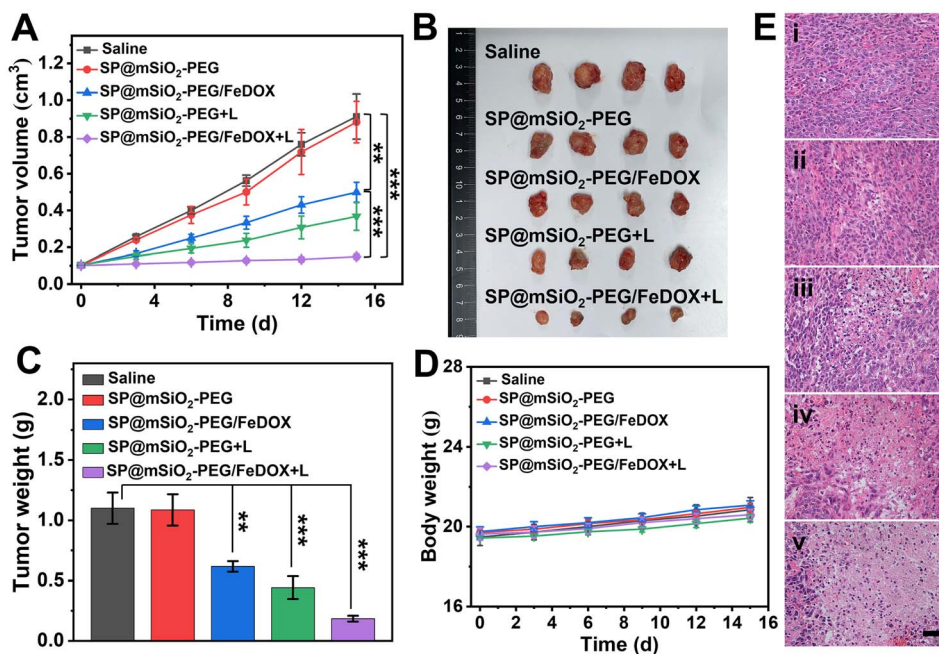 A
Tumor volume (cm³)
1.2
1.0
0.8
0.6
0.4
0.2
0.0
Saline
SP@mSiO₂-PEG
SP@mSiO₂-PEG/FeDOX
SP@mSiO₂-PEG+L
SP@mSiO₂-PEG/FeDOX+L
**
***
***
0 4 8 12 16
Time (d)
B
Saline
SP@mSiO₂-PEG
SP@mSiO₂-PEG/FeDOX
SP@mSiO₂-PEG+L
SP@mSiO₂-PEG/FeDOX+L
C
Tumor weight (g)
2.0
1.5
1.0
0.5
0.0
Saline
SP@mSiO₂-PEG
SP@mSiO₂-PEG/FeDOX
SP@mSiO₂-PEG+L
SP@mSiO₂-PEG/FeDOX+L
**
***
***
D
Body weight (g)
28
24
20
16
Saline
SP@mSiO₂-PEG
SP@mSiO₂-PEG/FeDOX
SP@mSiO₂-PEG+L
SP@mSiO₂-PEG/FeDOX+L
0 2 4 6 8 10 12 14 16
Time (d)
E
i
ii
iii
iv
v